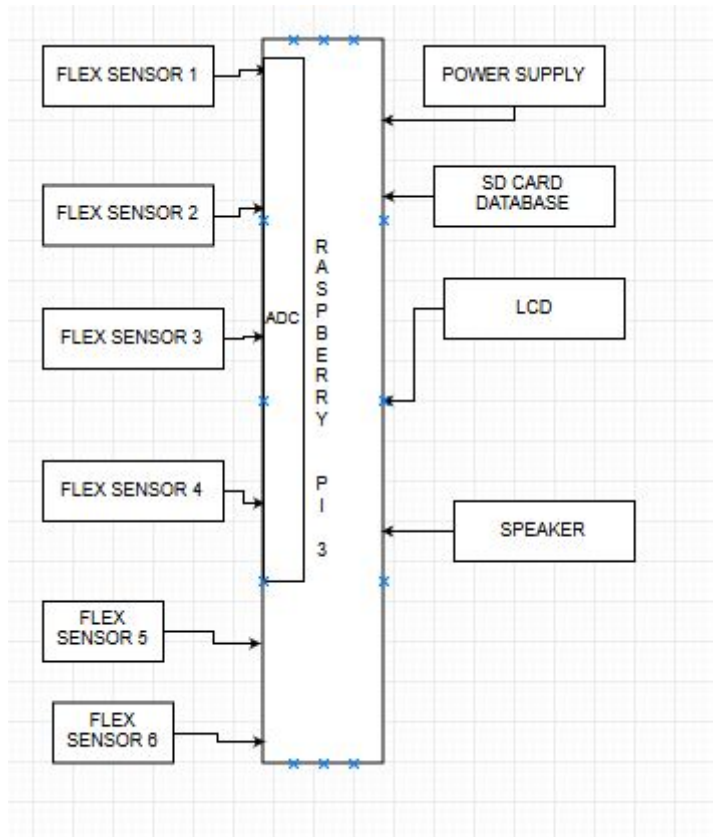 FLEX SENSOR 1
POWER SUPPLY
SD CARD
DATABASE
FLEX SENSOR 2
R
A
S
P
B
E
R
R
Y
P
I
3
ADC
LCD
FLEX SENSOR 3
FLEX SENSOR 4
SPEAKER
FLEX
SENSOR 5
FLEX
SENSOR 6